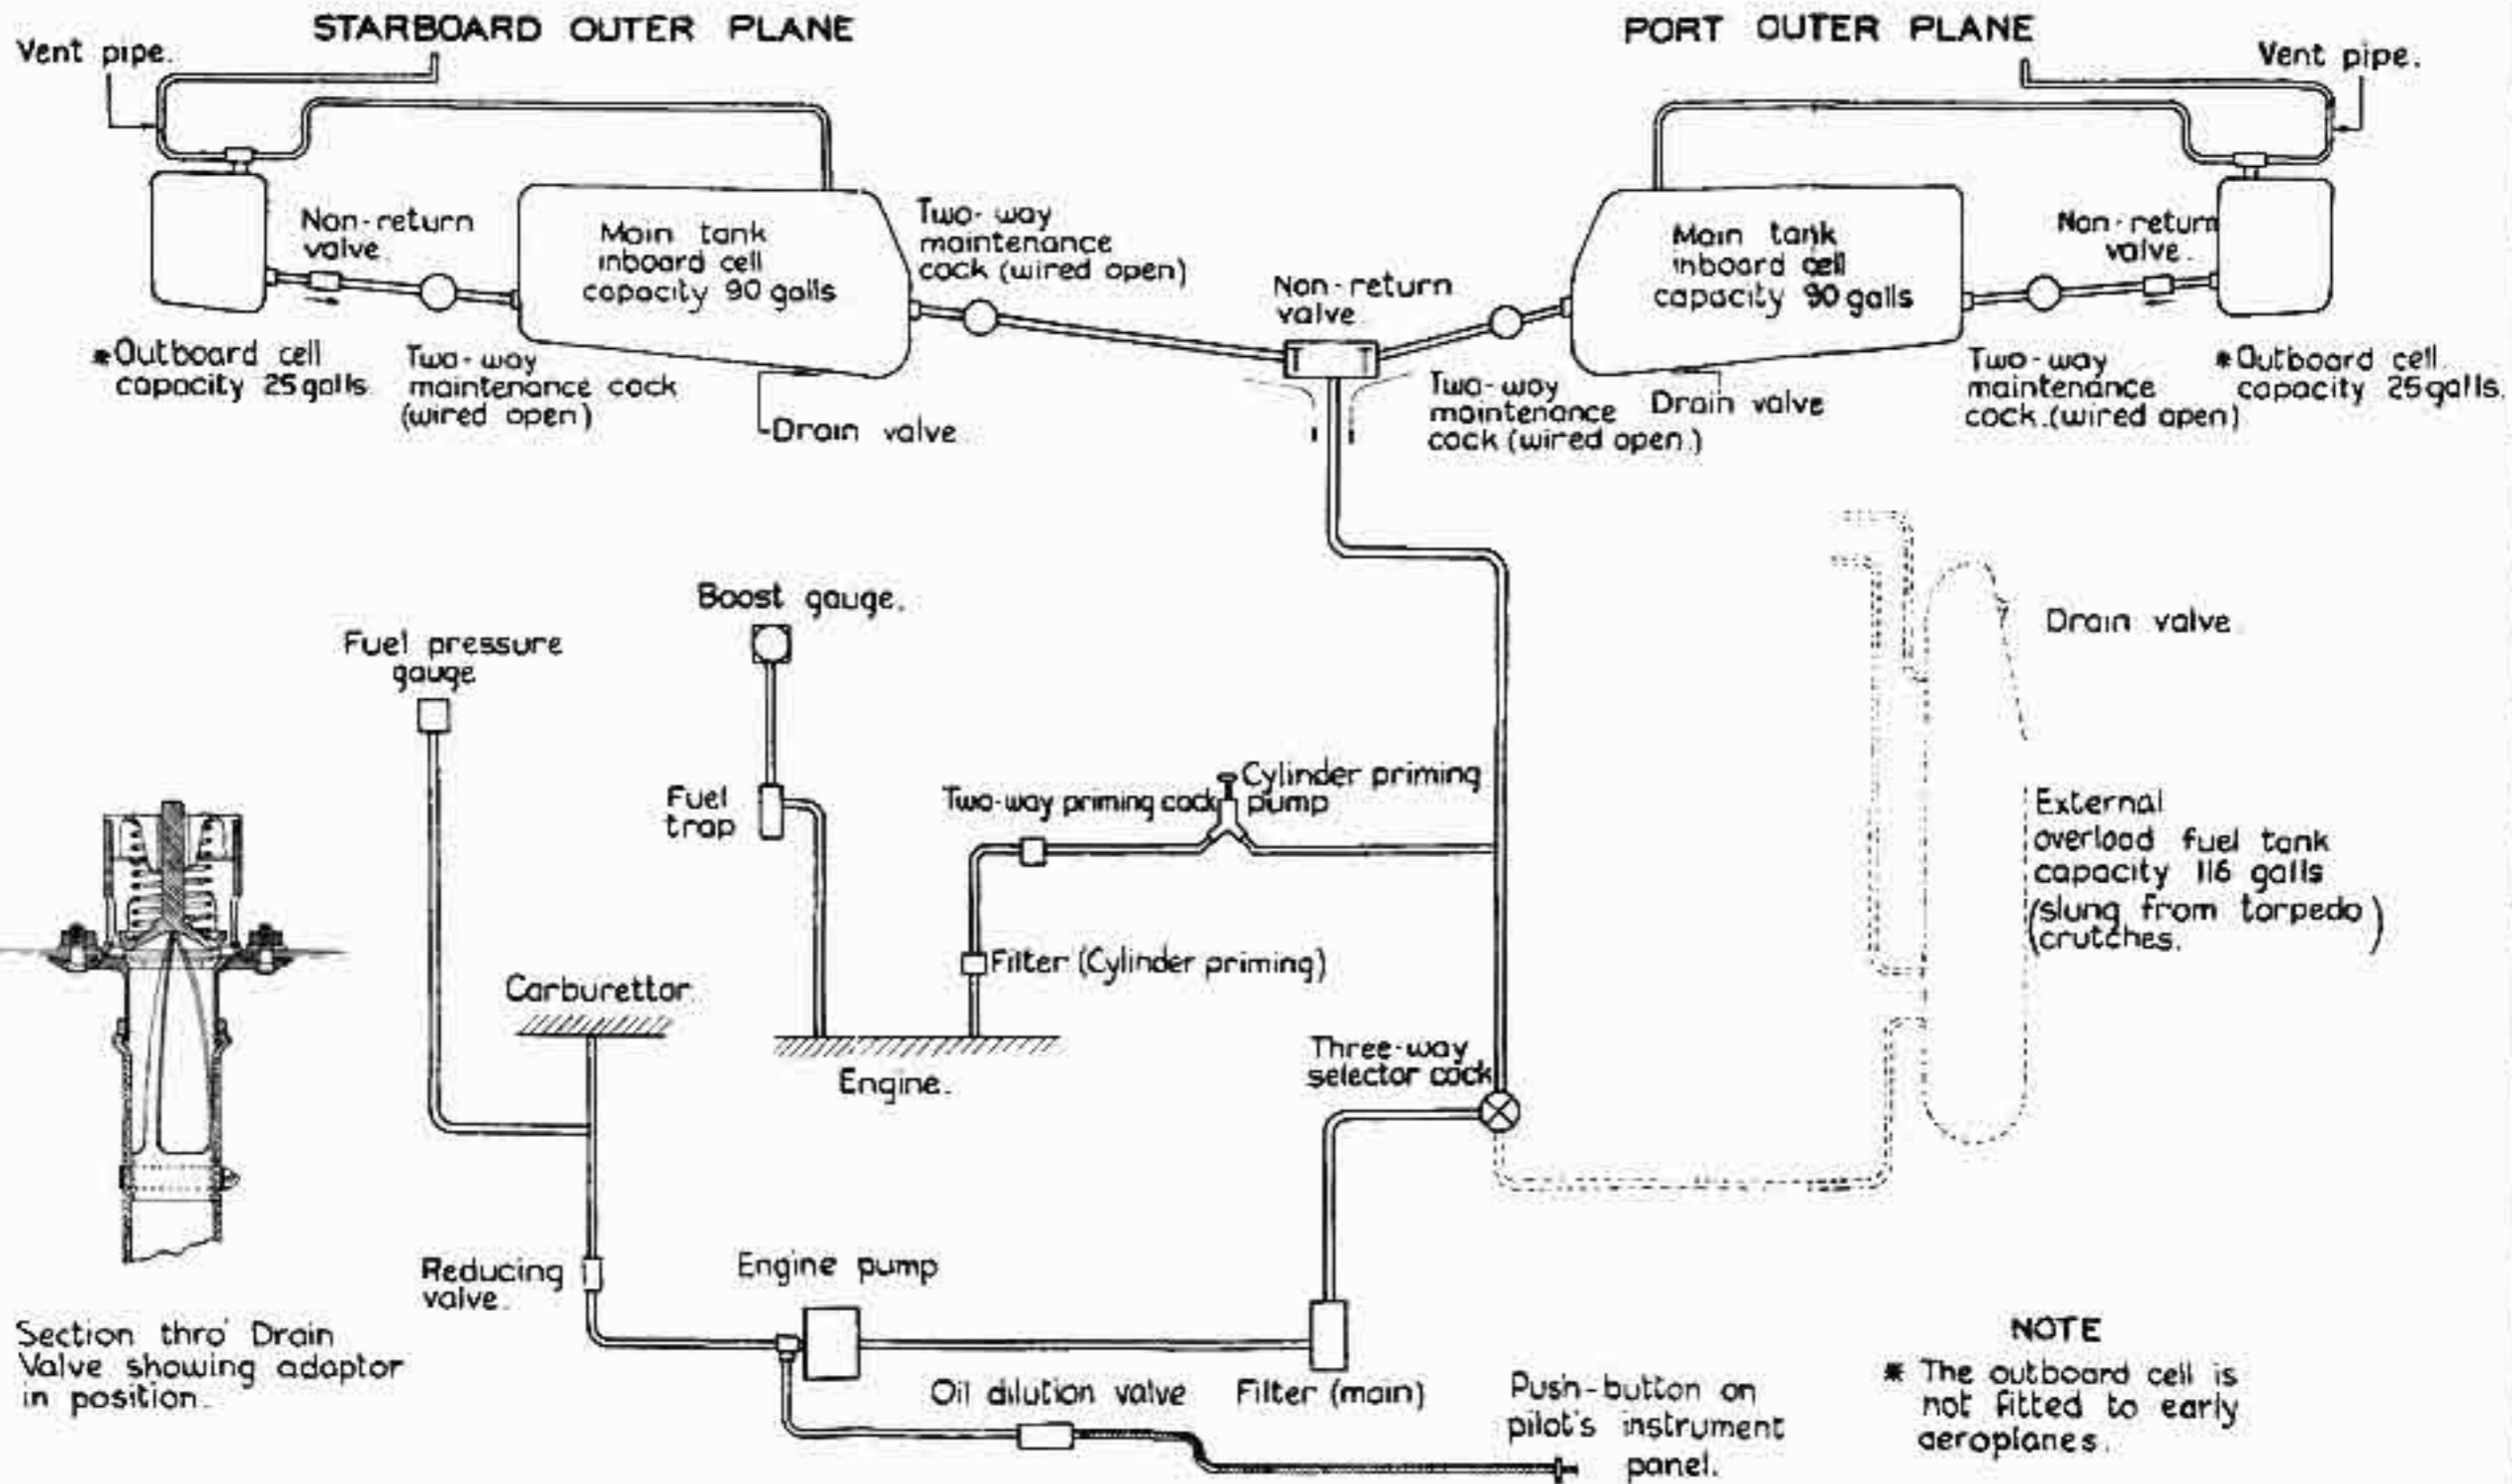 STARBOARD OUTER PLANE
PORT OUTER PLANE
Vent pipe.
Vent pipe.
Non-return
valve.
Main tank
inboard cell
capacity 90 galls
Two-way
maintenance
cock (wired open)
Non-return
valve
Main tank
inboard cell
capacity 90 galls
Non-return
valve.
*Outboard cell
capacity 25 galls.
Two-way
maintenance cock
(wired open)
Drain valve
Two-way
maintenance
cock (wired open.)
Drain valve
Two-way
maintenance
cock.(wired open)
*Outboard cell.
capacity 25 galls.
Boost gauge.
Fuel pressure
gauge
Drain valve
Fuel
trap
Two-way priming cock
Cylinder priming
pump
External
overload fuel tank
capacity 116 galls
(slung from torpedo)
crutches.
Filter (Cylinder priming)
Carburettor
Engine.
Three-way
selector cock
Reducing
valve.
Engine pump
Section thro' Drain
Valve showing adaptor
in position.
Oil dilution valve
Filter (main)
Push-button on
pilot's instrument
panel.
NOTE
* The outboard cell is
not fitted to early
aeroplanes.